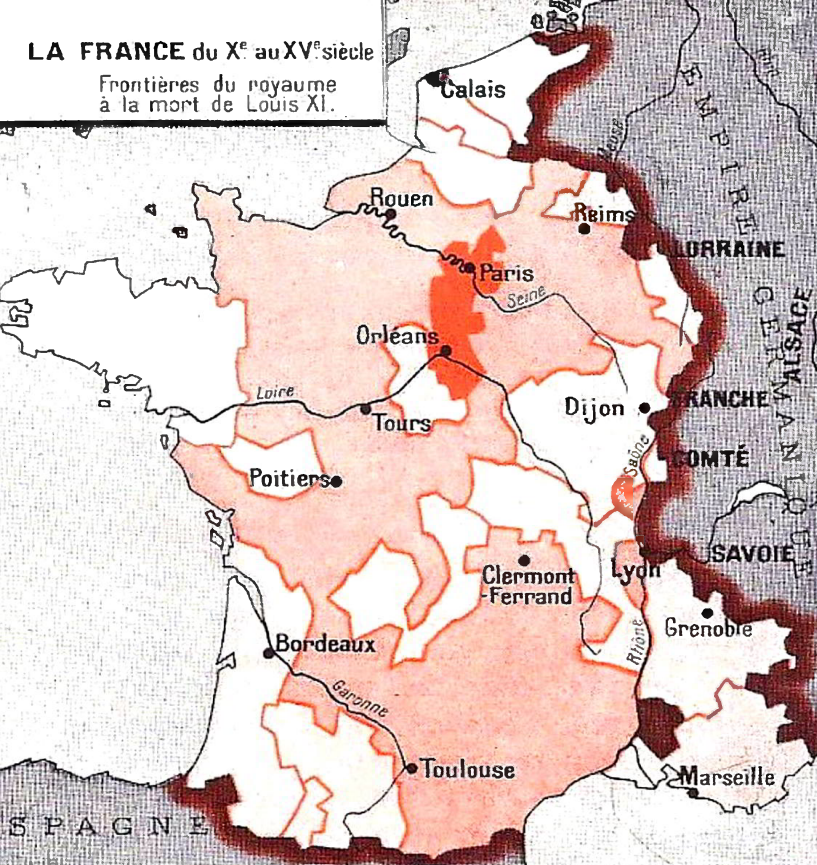 LA FRANCE du Xe. au XVe. siècle
Frontières du royaume
à la mort de Louis XI.
Calais
EMPIRE GERMANIQUE
Meuse
Rouen
Reims
LORRAINE
Paris
Seine
ALSACE
Orléans
Loire
Tours
Dijon
FRANCHE
COMTÉ
Saône
Poitiers
SAVOIE
Clermont
-Ferrand
Lyon
Grenoble
Rhône
Bordeaux
Garonne
Toulouse
Marseille
ESPAGNE